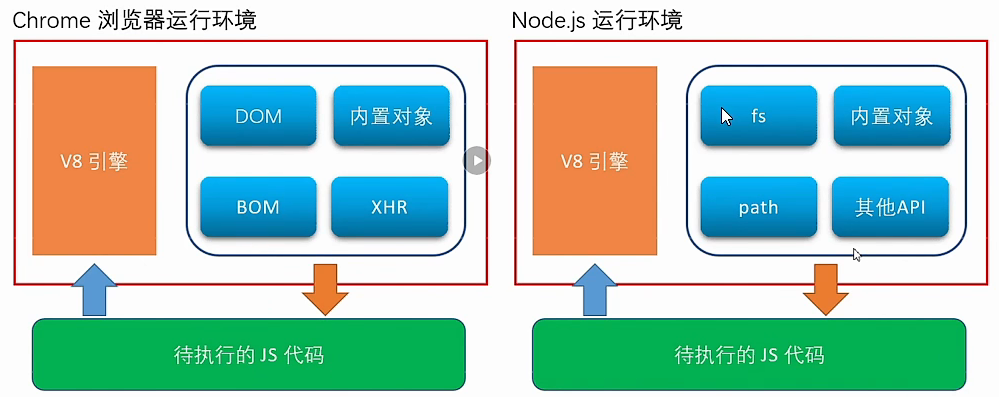 Chrome 浏览器运行环境
V8 引擎
DOM
内置对象
BOM
XHR
待执行的 JS 代码
Node.js 运行环境
V8 引擎
fs
内置对象
path
其他API
待执行的 JS 代码